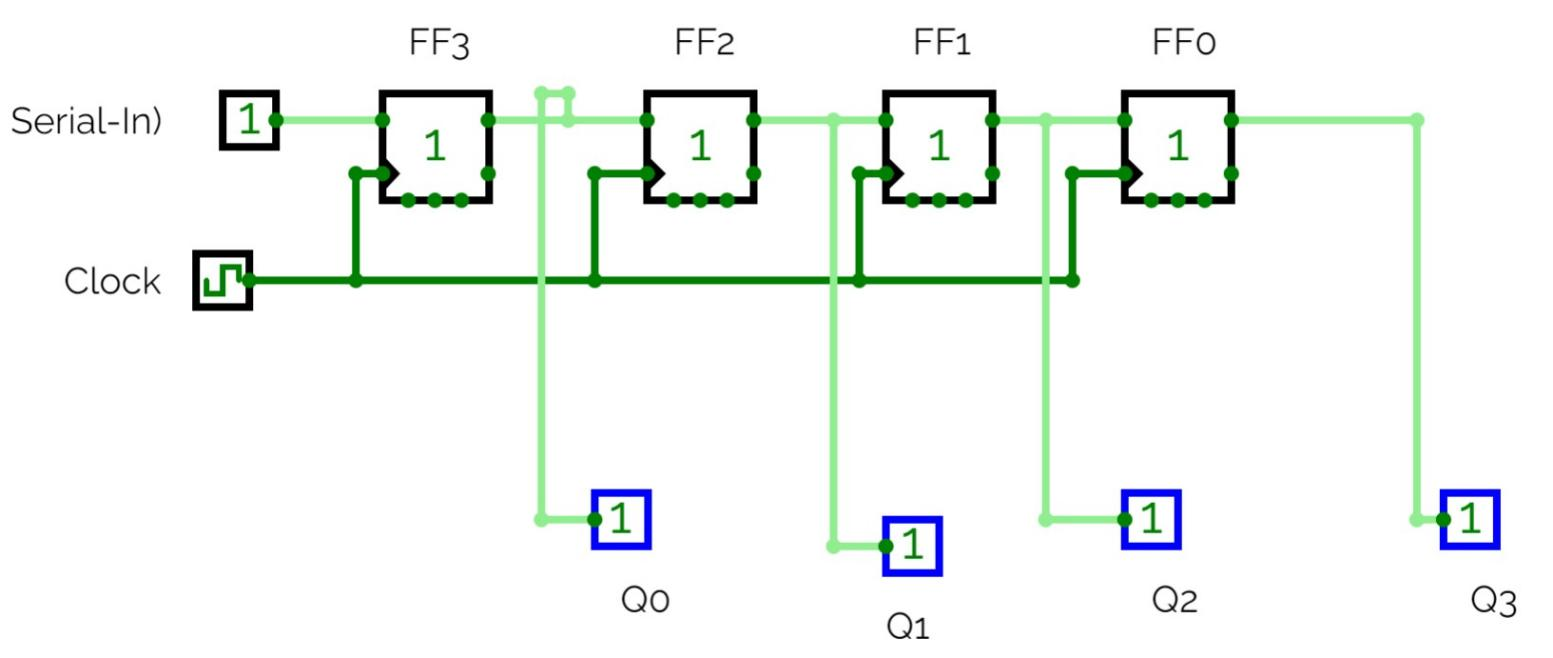 FF3 FF2 FF1 FF0
Serial-In) 1
1 1 1 1
Clock
1 1 1 1
Q0 Q1 Q2 Q3